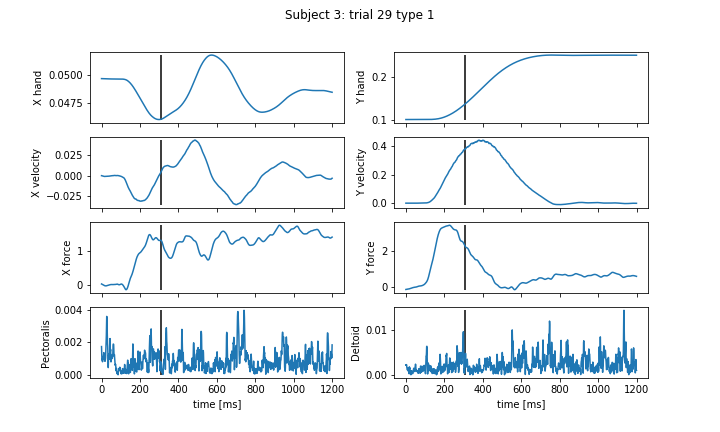 Subject 3: trial 29 type 1
X hand
0.0500
0.0475
Y hand
0.2
0.1
X velocity
0.025
0.000
−0.025
Y velocity
0.4
0.2
0.0
X force
1
0
Y force
2
0
Pectoralis
0.004
0.002
0.000
Deltoid
0.01
0.00
0 200 400 600 800 1000 1200
0 200 400 600 800 1000 1200
time [ms]
time [ms]